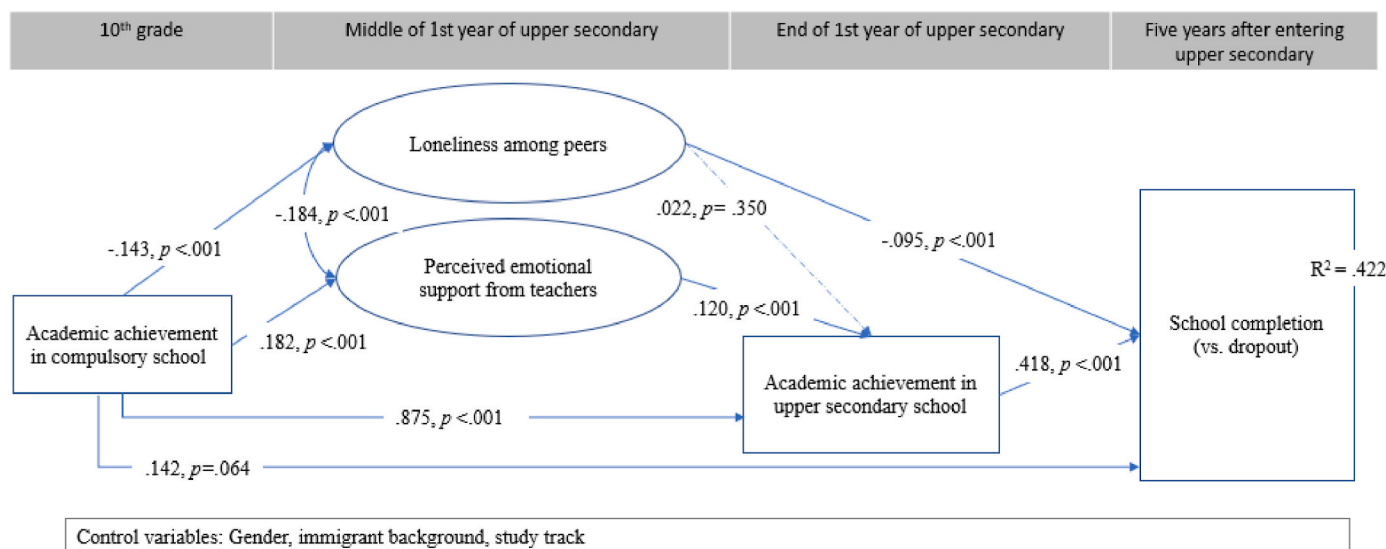 10th grade
Middle of 1st year of upper secondary
End of 1st year of upper secondary
Five years after entering
upper secondary
Loneliness among peers
-.184, p <.001
.022, p= .350
-.143, p <.001
-.095, p <.001
Perceived emotional
support from teachers
R2 = .422
Academic achievement
in compulsory school
.182, p <.001
.120, p <.001
School completion
(vs. dropout)
Academic achievement in
upper secondary school
.418, p <.001
.875, p <.001
.142, p=.064
Control variables: Gender, immigrant background, study track